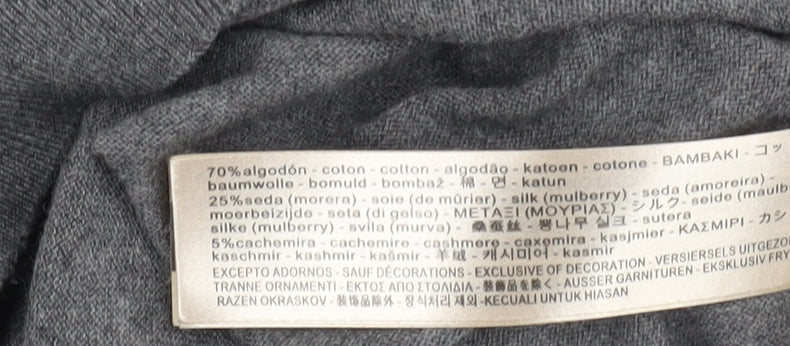 70%algodón - coton - cotton - algodão - katoen - cotone - BAMBAKI - コッ
baumwolle - bomuld - bombaž - 棉 - 면 - katun
25%seda (morera) - soie (de mûrier) - silk (mulberry) - seda (amoreira) -
moerbeizijde - seta (di gelso) - ΜΕΤΑΞΙ (ΜΟΥΡΙΑΣ) - シルク- seide (maulb
silke (mulberry) - svila (murva) - 桑蚕丝 - 뽕나무 실크 - sutera
5%cachemira - cachemire - cashmere - caxemira - kasjmier - ΚΑΣΜΙΡΙ - カシ
kaschmir - kashmir - kašmir - 羊绒 - 캐시미어 - kasmir
EXCEPTO ADORNOS - SAUF DÉCORATIONS - EXCLUSIVE OF DECORATION - VERSIERSELS UITGEZO
TRANNE ORNAMENTI - ΕΚΤΟΣ ΑΠΟ ΣΤΟΛΙΔΙΑ - 装飾品を除く - AUSSER GARNITUREN - EKSKLUSIV FRY
RAZEN OKRASKOV - 装饰品除外 - 장식처리 제외 -KECUALI UNTUK HIASAN